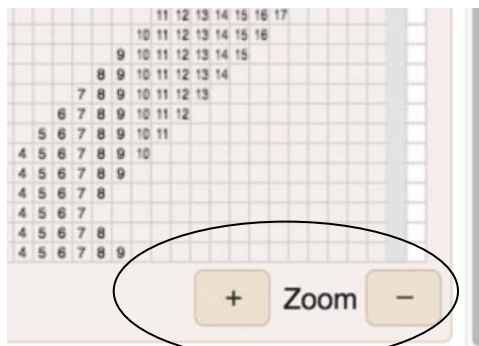 11 12 13 14 15 16 17
10 11 12 13 14 15 16
9 10 11 12 13 14 15
8 9 10 11 12 13 14
7 8 9 10 11 12 13
6 7 8 9 10 11 12
5 6 7 8 9 10 11
4 5 6 7 8 9 10
4 5 6 7 8 9
4 5 6 7 8
4 5 6 7
4 5 6 7 8
4 5 6 7 8 9
+ Zoom −